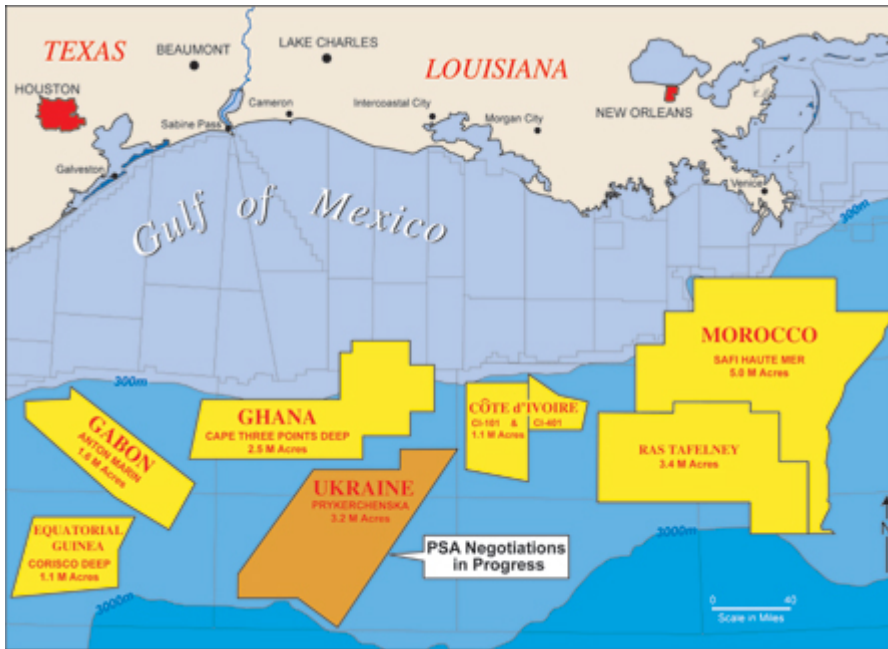 TEXAS
BEAUMONT
LAKE CHARLES
LOUISIANA
HOUSTON
NEW ORLEANS
Sabine Pass
Cameron
Intercoastal City
Morgan City
Galveston
Venice
Gulf of Mexico
300m
MOROCCO
SAFI HAUTE MER
5.0 M Acres
300m
GHANA
CAPE THREE POINTS DEEP
2.5 M Acres
CÔTE d'IVOIRE
CI-101 & CI-401
1.1 M Acres
GABON
ANTON MARIN
1.6 M Acres
RAS TAFELNEY
3.4 M Acres
UKRAINE
PRYKERCHENSKA
3.2 M Acres
EQUATORIAL
GUINEA
CORISCO DEEP
1.1 M Acres
PSA Negotiations
in Progress
3000m
N
3000m
0 40
Scale in Miles